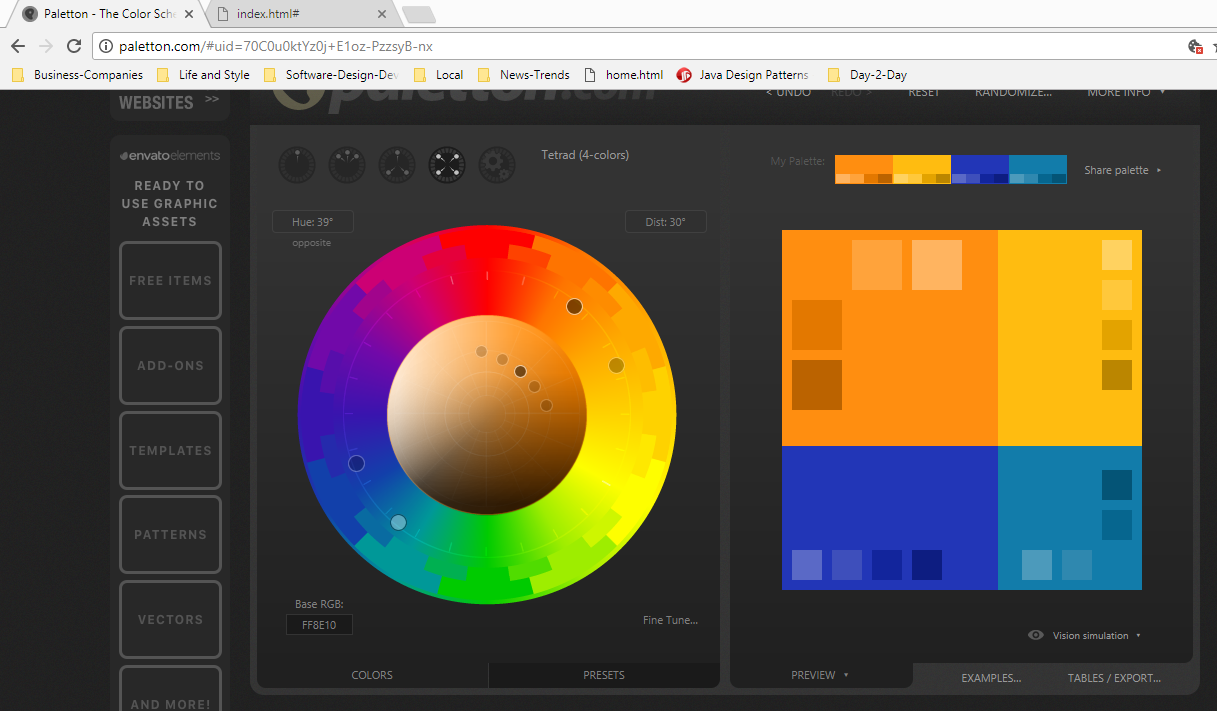 Paletton - The Color Sche
index.html#
paletton.com/#uid=70C0u0ktYz0j+E1oz-PzzsyB-nx
Business-Companies Life and Style Software-Design-Dev Local News-Trends home.html Java Design Patterns Day-2-Day
WEBSITES >>
paletton.com
< UNDO REDO > RESET RANDOMIZE... MORE INFO
envatoelements
READY TO
USE GRAPHIC
ASSETS
FREE ITEMS
ADD-ONS
TEMPLATES
PATTERNS
VECTORS
AND MORE!
Tetrad (4-colors)
Hue: 39°
opposite
Dist: 30°
Base RGB:
FF8E10
Fine Tune...
COLORS PRESETS
My Palette:
Share palette
Vision simulation
PREVIEW EXAMPLES... TABLES / EXPORT...